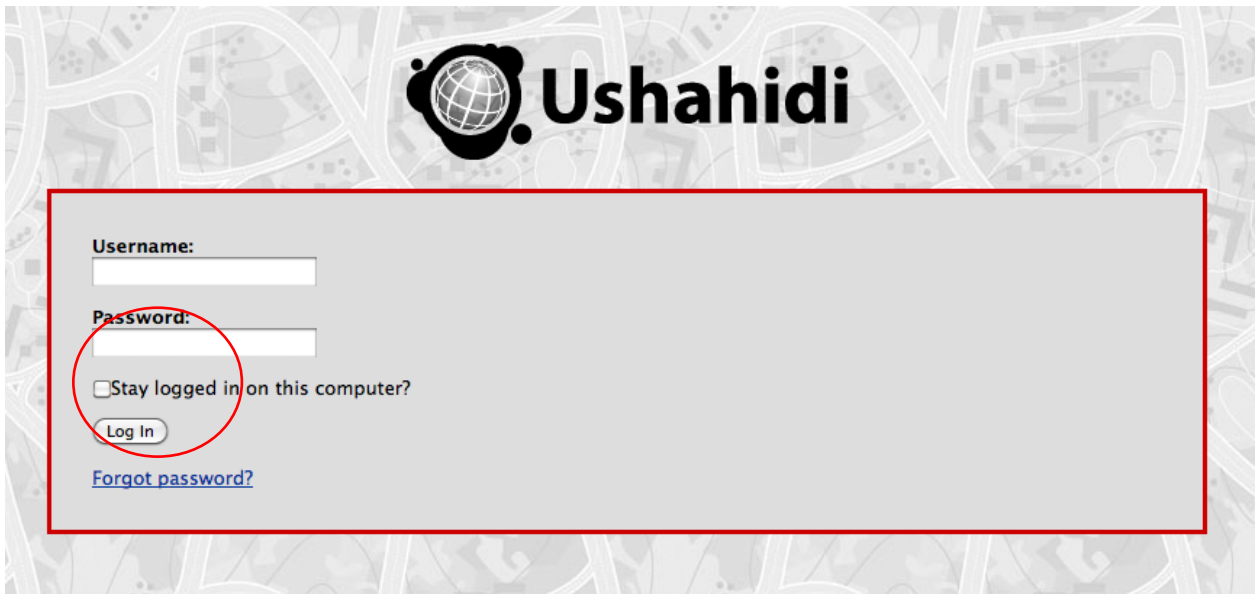 Ushahidi
Username:
Password:
Stay logged in on this computer?
Log In
Forgot password?